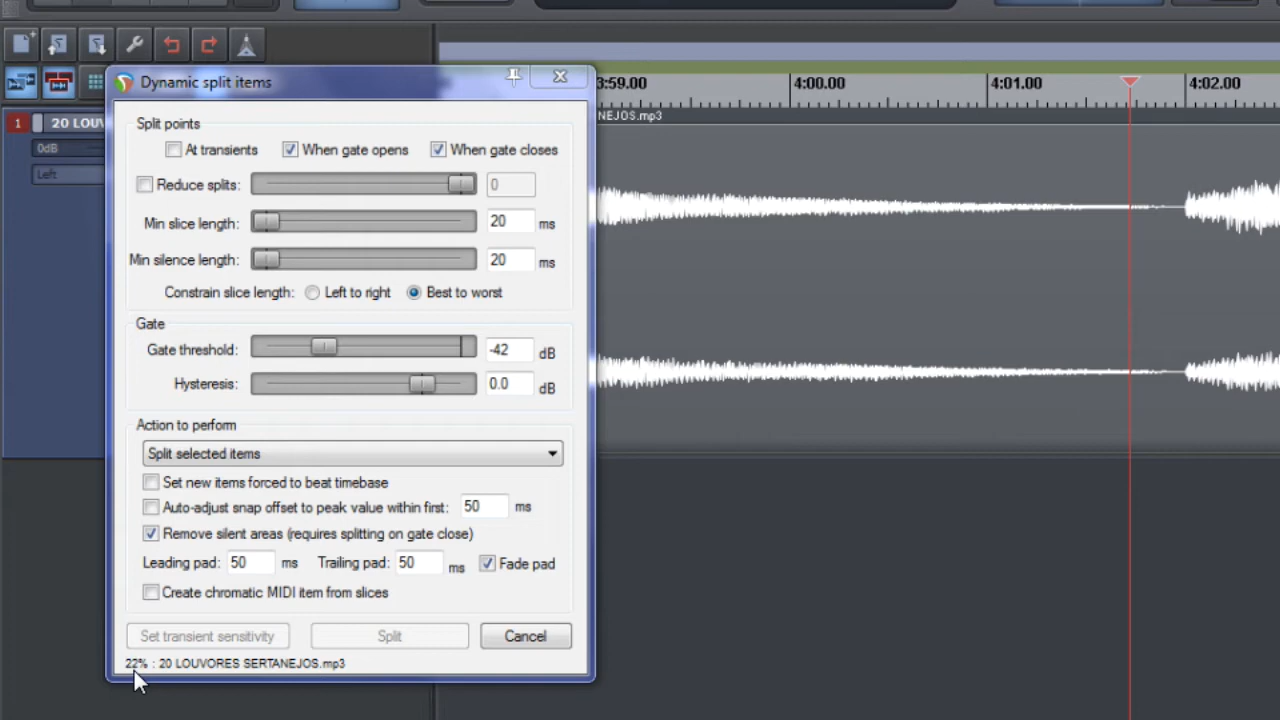 Dynamic split items
3:59.00
4:00.00
4:01.00
4:02.00
1
20 LOUV
NEJOS.mp3
0dB
Left
Split points
At transients
When gate opens
When gate closes
Reduce splits:
0
Min slice length:
20
ms
Min silence length:
20
ms
Constrain slice length:
Left to right
Best to worst
Gate
Gate threshold:
-42
dB
Hysteresis:
0.0
dB
Action to perform
Split selected items
Set new items forced to beat timebase
Auto-adjust snap offset to peak value within first:
50
ms
Remove silent areas (requires splitting on gate close)
Leading pad:
50
ms
Trailing pad:
50
ms
Fade pad
Create chromatic MIDI item from slices
Set transient sensitivity
Split
Cancel
22% : 20 LOUVORES SERTANEJOS.mp3